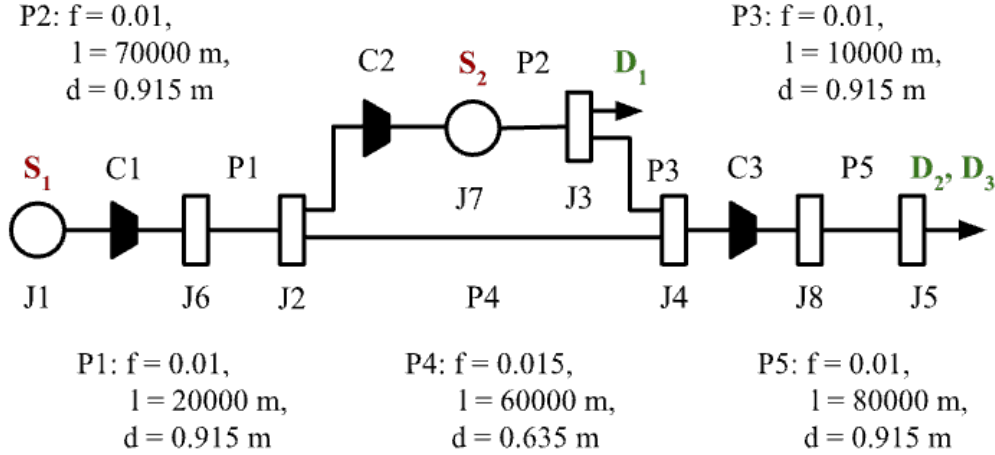 P2: f = 0.01,
l = 70000 m,
d = 0.915 m
P3: f = 0.01,
l = 10000 m,
d = 0.915 m
C2
S2
P2
D1
S1
C1
P1
J7
J3
P3
C3
P5
D2, D3
J1
J6
J2
P4
J4
J8
J5
P1: f = 0.01,
l = 20000 m,
d = 0.915 m
P4: f = 0.015,
l = 60000 m,
d = 0.635 m
P5: f = 0.01,
l = 80000 m,
d = 0.915 m